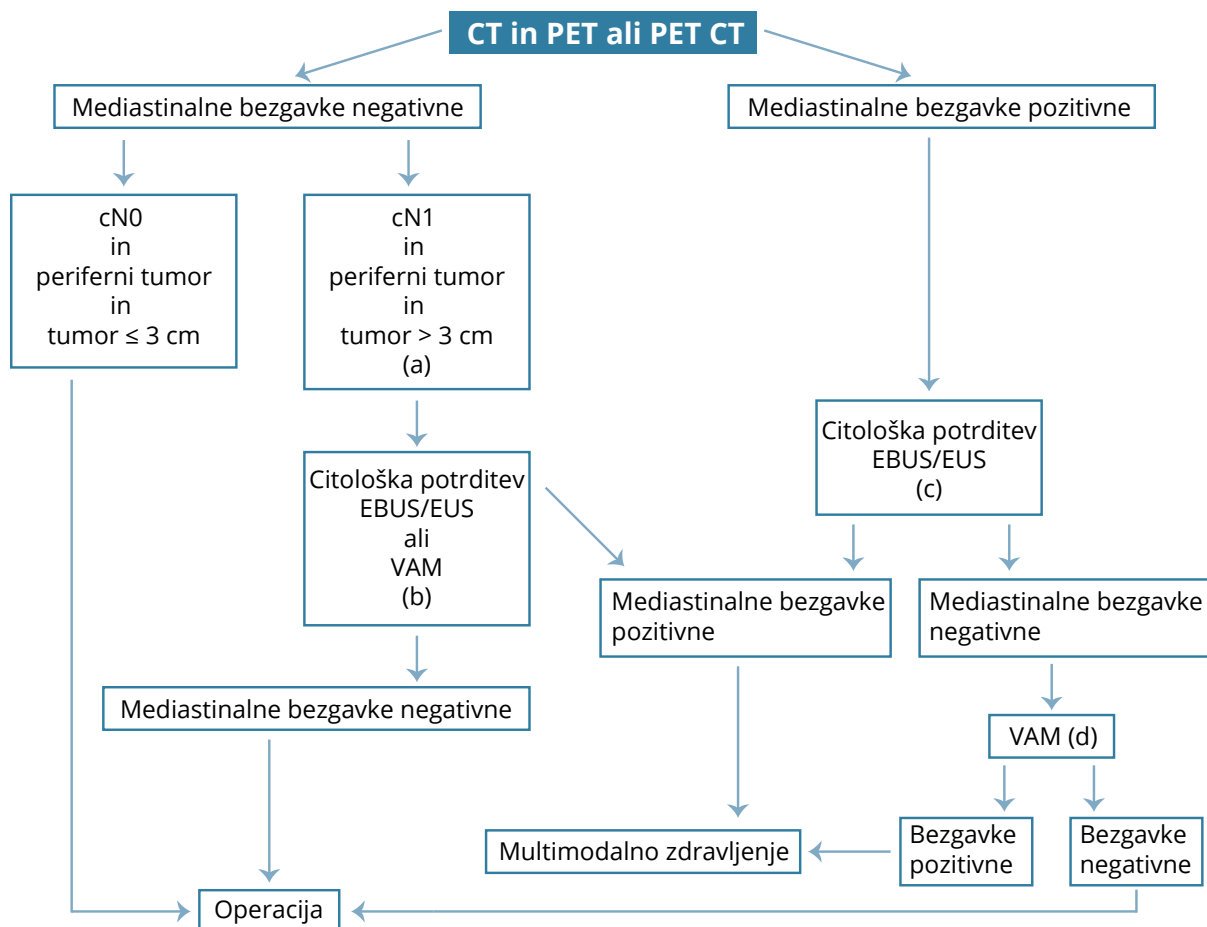 CT in PET ali PET CT
Mediastinalne bezgavke negativne
Mediastinalne bezgavke pozitivne
cN0
in
periferni tumor
in
tumor ≤ 3 cm
cN1
in
periferni tumor
in
tumor > 3 cm
(a)
Citološka potrditev
EBUS/EUS
(c)
Citološka potrditev
EBUS/EUS
ali
VAM
(b)
Mediastinalne bezgavke
pozitivne
Mediastinalne bezgavke
negativne
Mediastinalne bezgavke negativne
VAM (d)
Multimodalno zdravljenje
Bezgavke
pozitivne
Bezgavke
negativne
Operacija